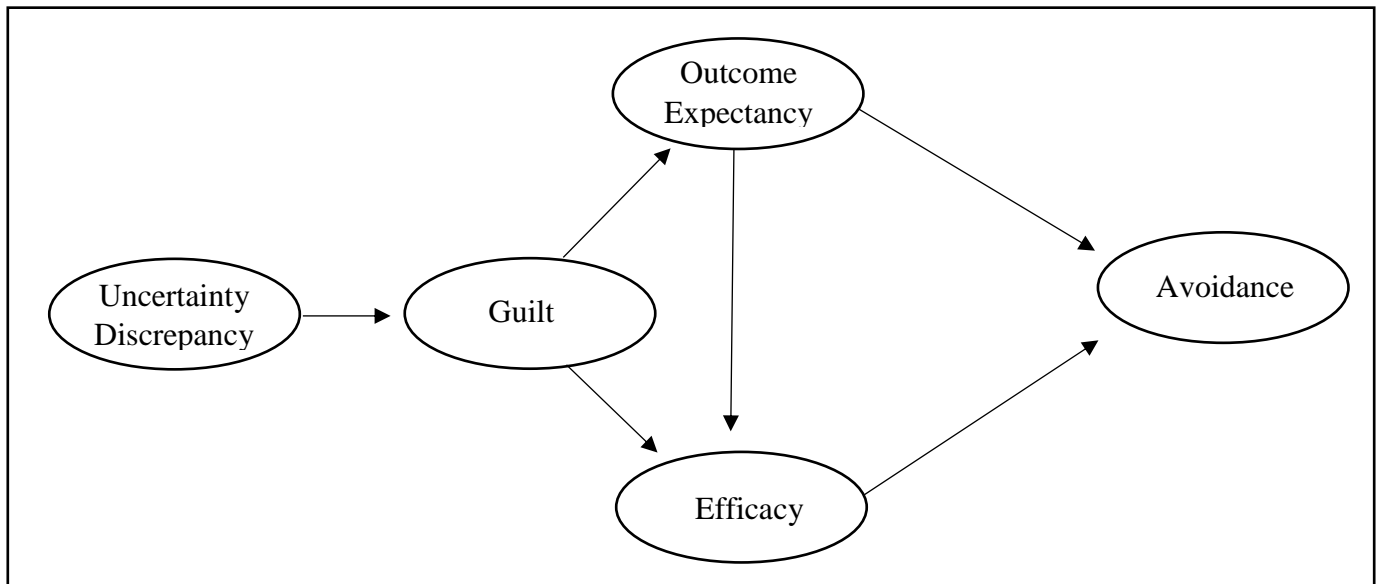 Outcome
Expectancy
Uncertainty
Discrepancy
Guilt
Avoidance
Efficacy